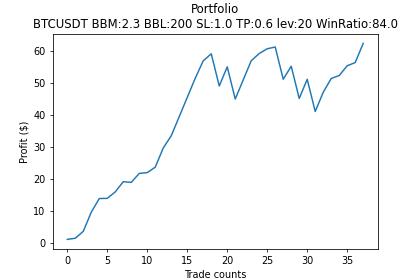 Portfolio
BTCUSDT BBM:2.3 BBL:200 SL:1.0 TP:0.6 lev:20 WinRatio:84.0
60
50
40
30
20
10
0
Profit ($)
0 5 10 15 20 25 30 35
Trade counts